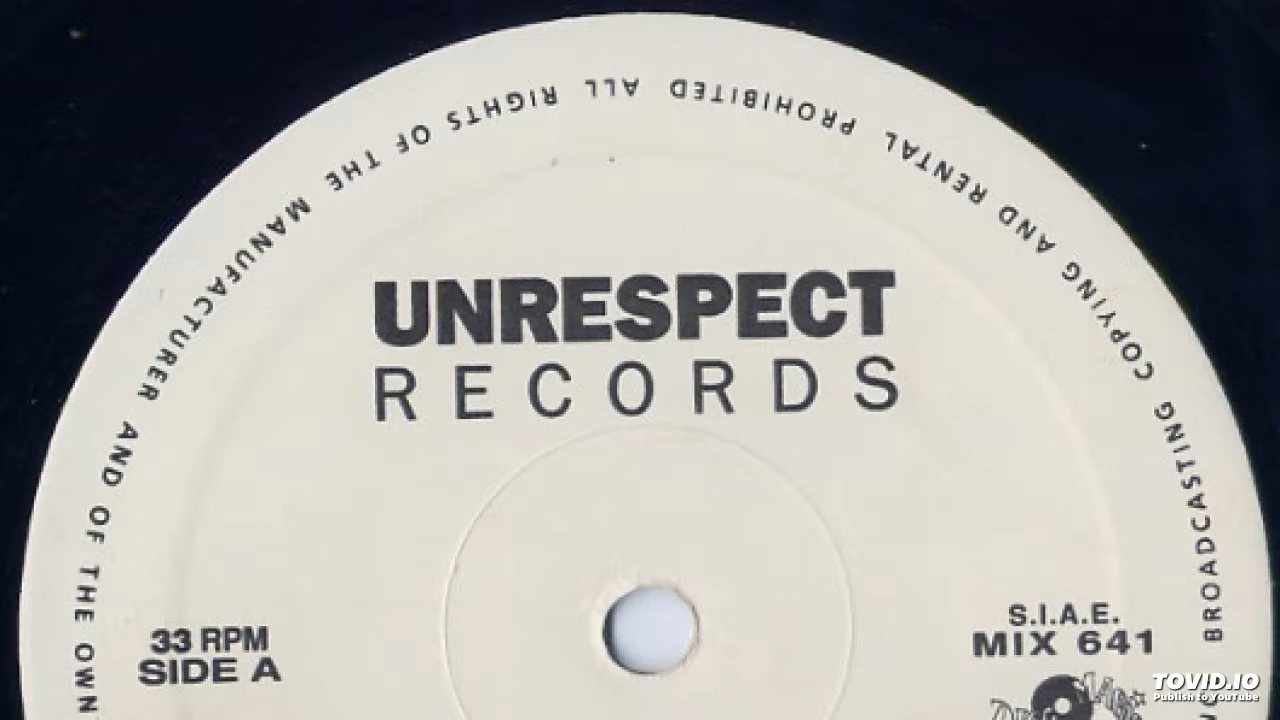 BROADCASTING COPYING AND RENTAL PROHIBITED ALL RIGHTS OF THE MANUFACTURER AND OF THE OWN
UNRESPECT
RECORDS
33 RPM
SIDE A
S.I.A.E.
MIX 641
TOVID.IO
Publish to YouTube